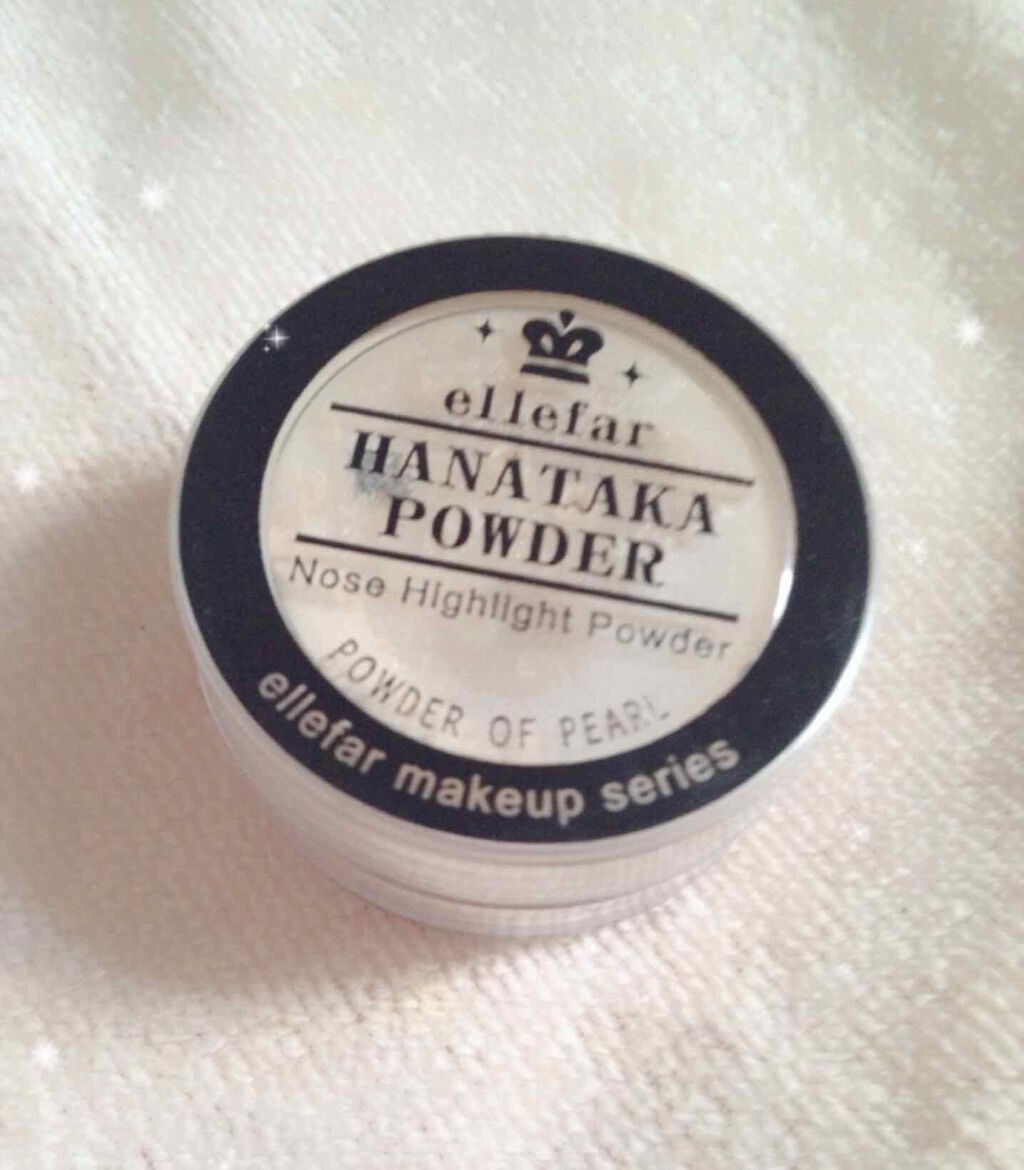 ellefar
HANATAKA
POWDER
Nose Highlight Powder
POWDER OF PEARL
ellefar makeup series